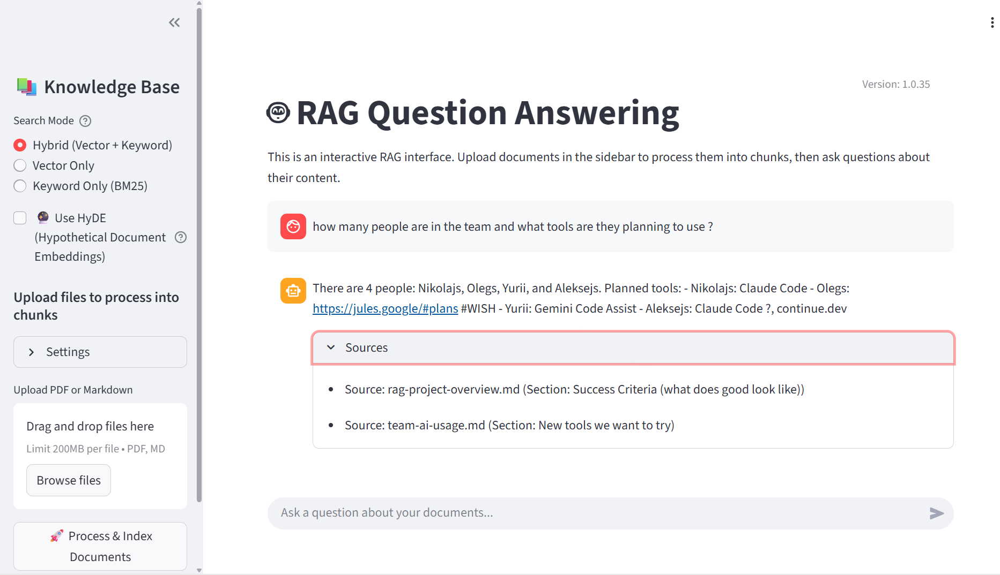 Knowledge Base
Search Mode
Hybrid (Vector + Keyword)
Vector Only
Keyword Only (BM25)
Use HyDE
(Hypothetical Document
Embeddings)
Upload files to process into
chunks
Settings
Upload PDF or Markdown
Drag and drop files here
Limit 200MB per file • PDF, MD
Browse files
Process & Index
Documents
Version: 1.0.35
RAG Question Answering
This is an interactive RAG interface. Upload documents in the sidebar to process them into chunks, then ask questions about
their content.
how many people are in the team and what tools are they planning to use ?
There are 4 people: Nikolajs, Olegs, Yurii, and Aleksejs. Planned tools: - Nikolajs: Claude Code - Olegs:
https://jules.google/#plans #WISH - Yurii: Gemini Code Assist - Aleksejs: Claude Code ?, continue.dev
Sources
• Source: rag-project-overview.md (Section: Success Criteria (what does good look like))
• Source: team-ai-usage.md (Section: New tools we want to try)
Ask a question about your documents...